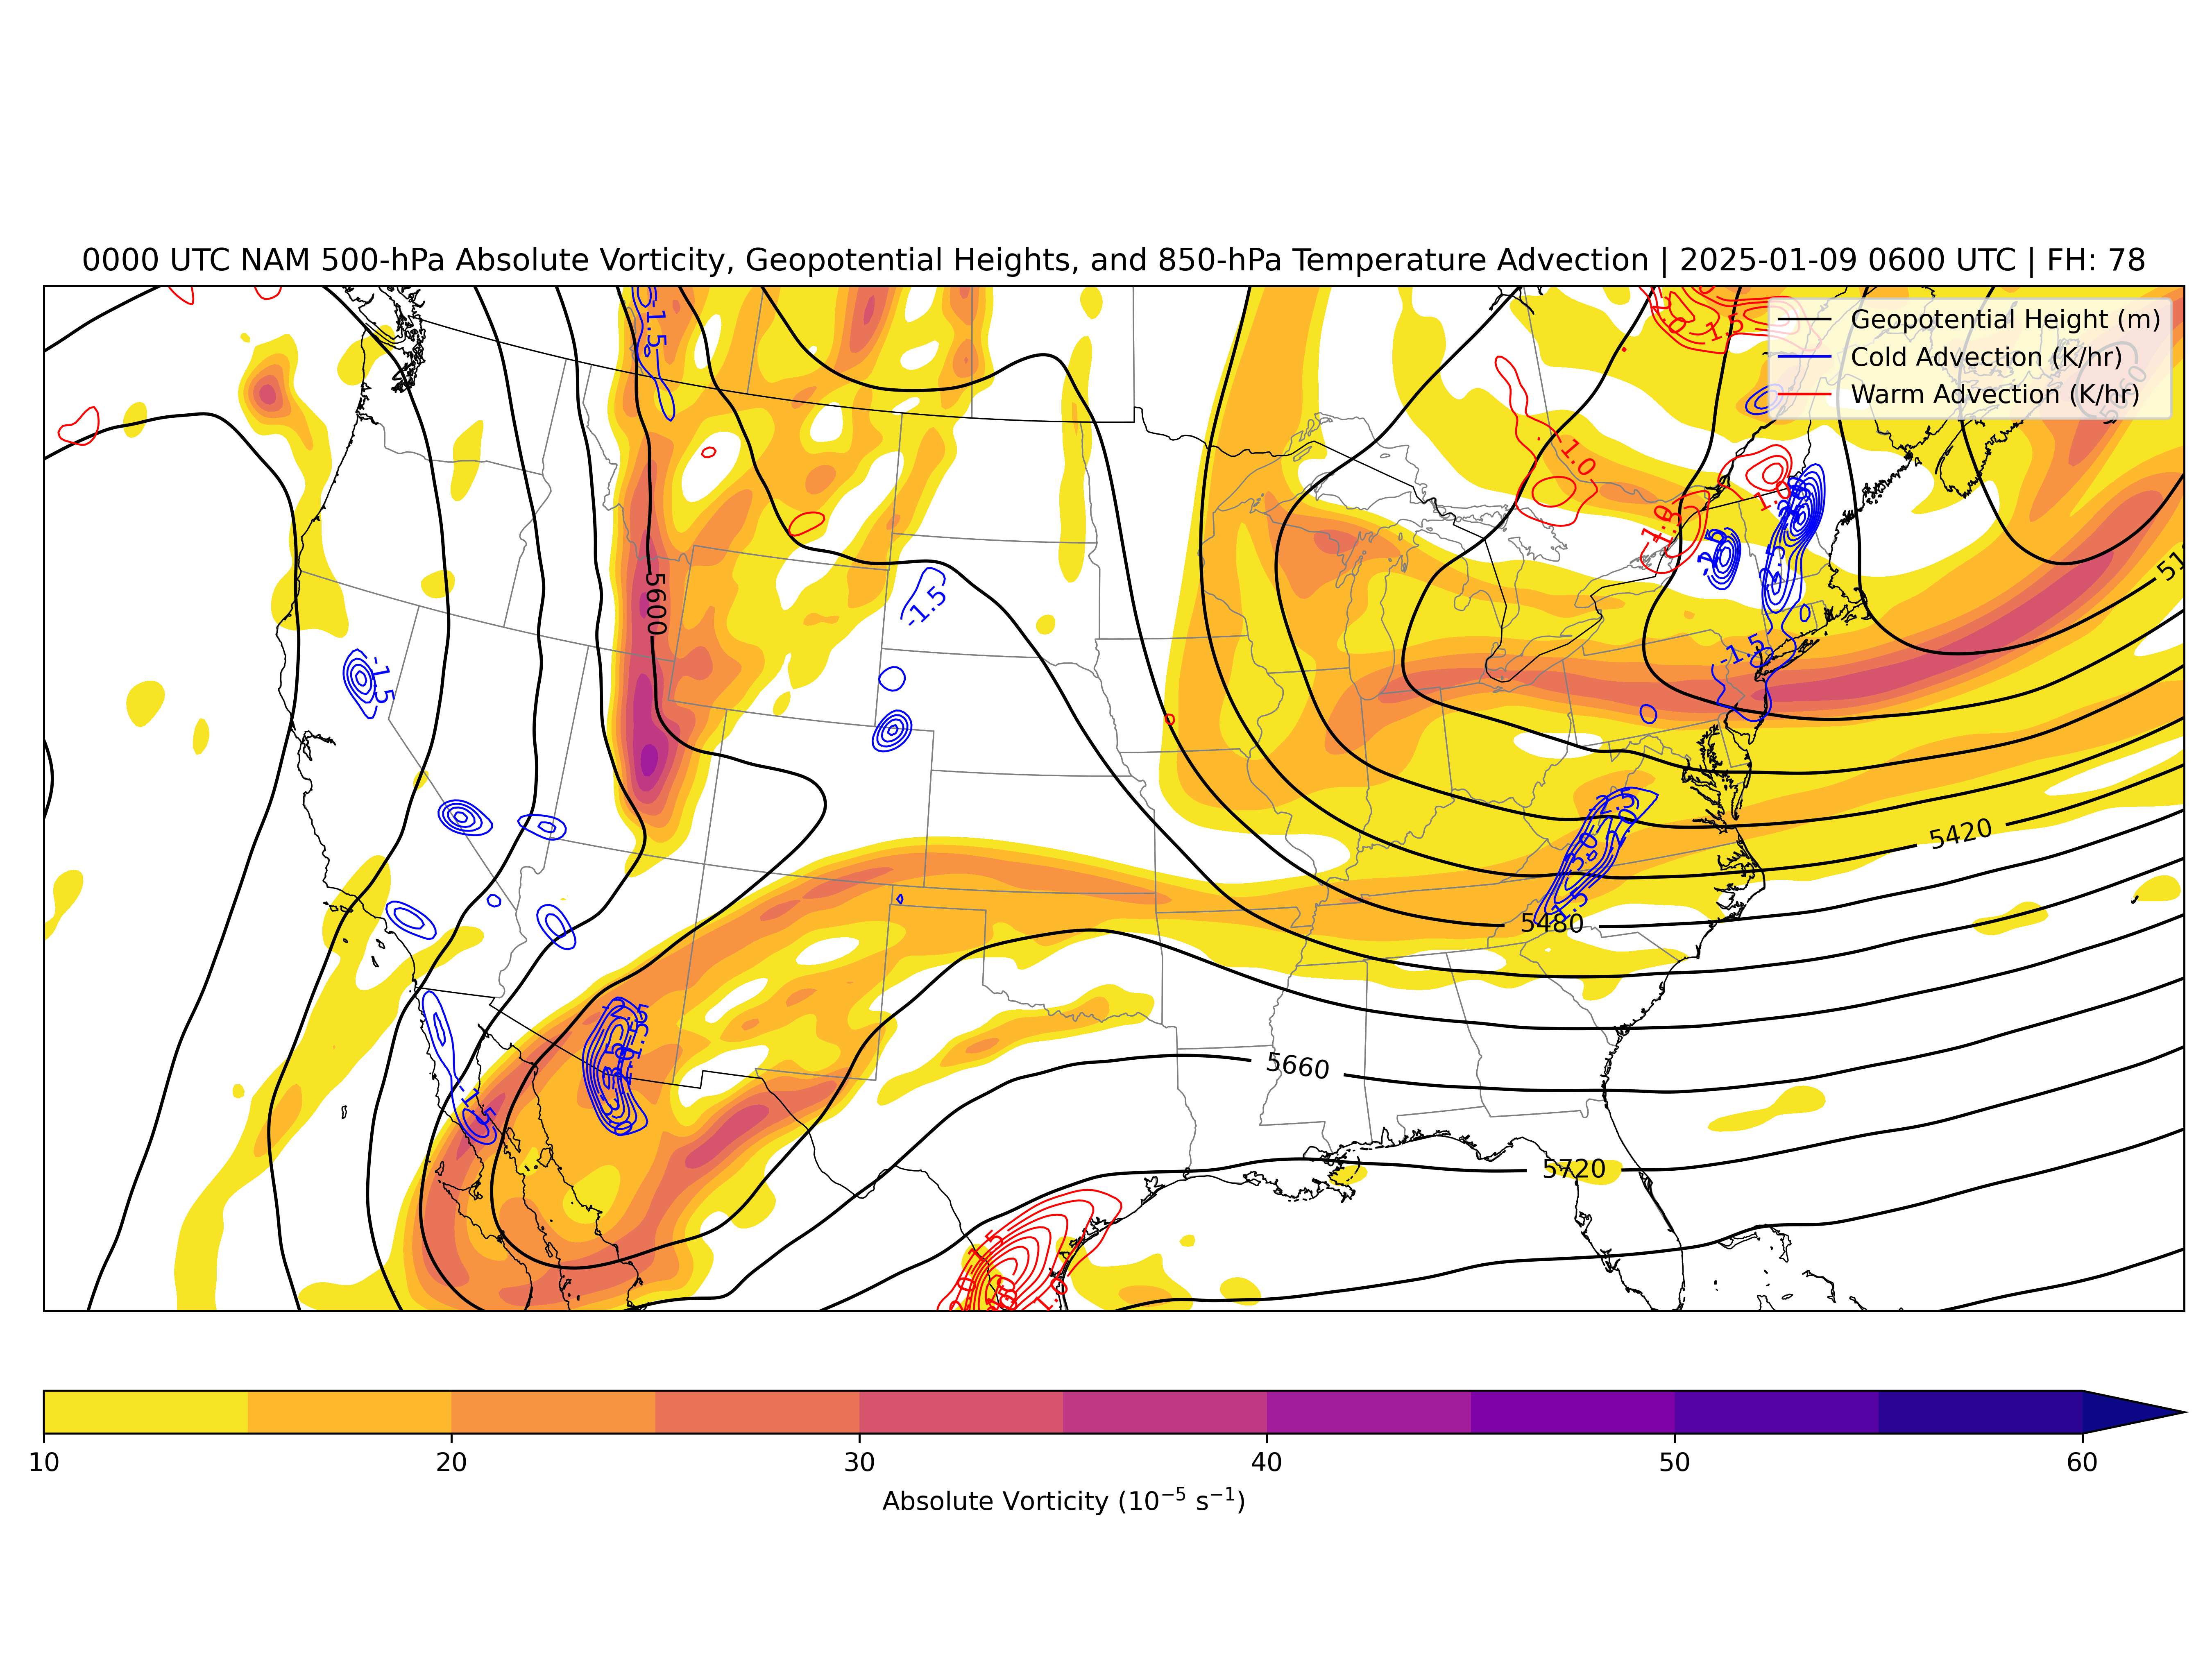 0000 UTC NAM 500-hPa Absolute Vorticity, Geopotential Heights, and 850-hPa Temperature Advection | 2025-01-09 0600 UTC | FH: 78
Geopotential Height (m)
Cold Advection (K/hr)
Warm Advection (K/hr)
-1.5
-1.0
-1.5
5600
-1.5
-1.5
-1.5
5420
5480
-1.5
5660
5720
10 20 30 40 50 60
Absolute Vorticity (10⁻⁵ s⁻¹)